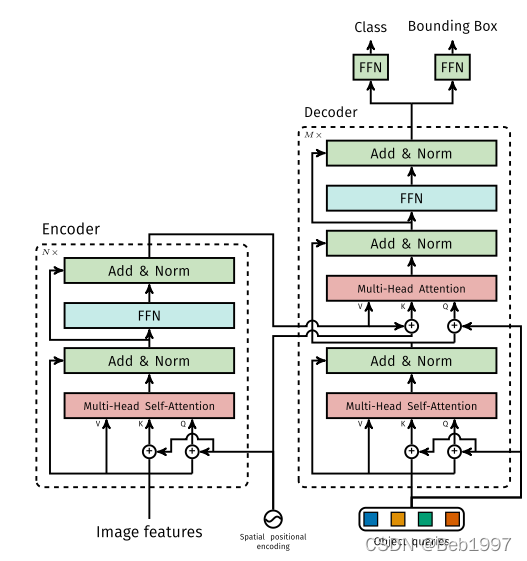 Class
Bounding Box
FFN
FFN
Decoder
M×
Add & Norm
FFN
Add & Norm
Multi-Head Attention
V
K
Q
Add & Norm
Multi-Head Self-Attention
V
K
Q
Encoder
N×
Add & Norm
FFN
Add & Norm
Multi-Head Self-Attention
V
K
Q
Image features
Spatial positional
encoding
Object queries
CSDN @Beb1997